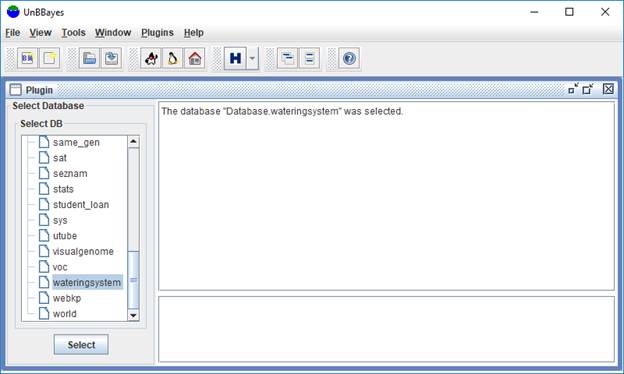 UnBBayes
File View Tools Window Plugins Help
H
Plugin
Select Database
Select DB
same_gen
sat
seznam
stats
student_loan
sys
utube
visualgenome
voc
wateringsystem
webkp
world
Select
The database "Database.wateringsystem" was selected.